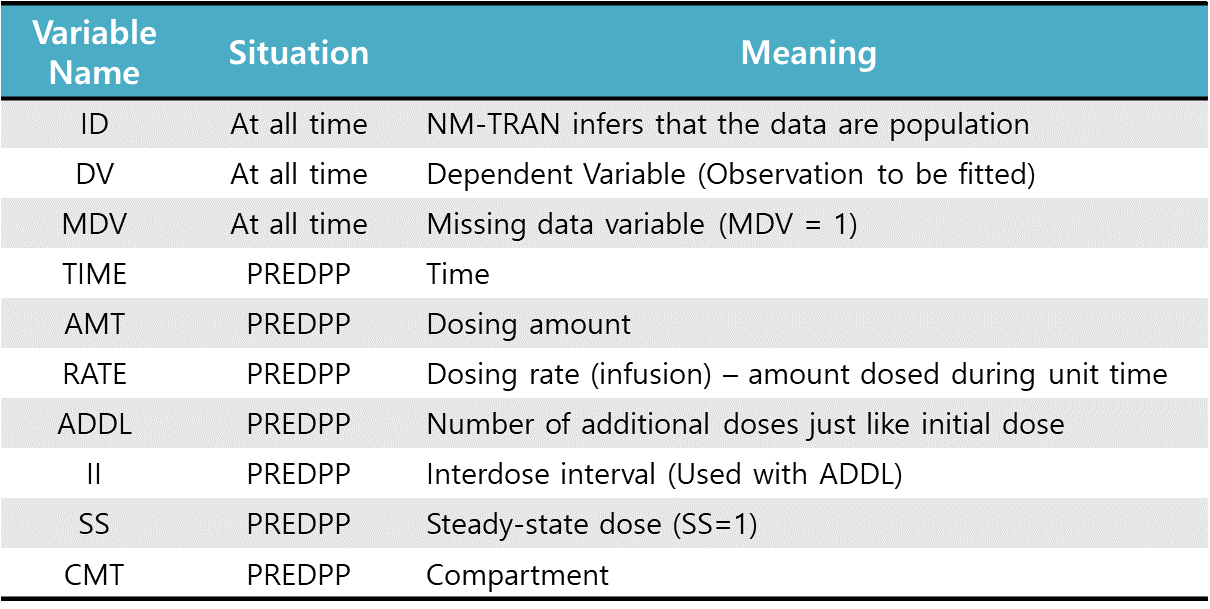 Variable Name Situation Meaning
ID At all time NM-TRAN infers that the data are population
DV At all time Dependent Variable (Observation to be fitted)
MDV At all time Missing data variable (MDV = 1)
TIME PREDPP Time
AMT PREDPP Dosing amount
RATE PREDPP Dosing rate (infusion) – amount dosed during unit time
ADDL PREDPP Number of additional doses just like initial dose
II PREDPP Interdose interval (Used with ADDL)
SS PREDPP Steady-state dose (SS=1)
CMT PREDPP Compartment